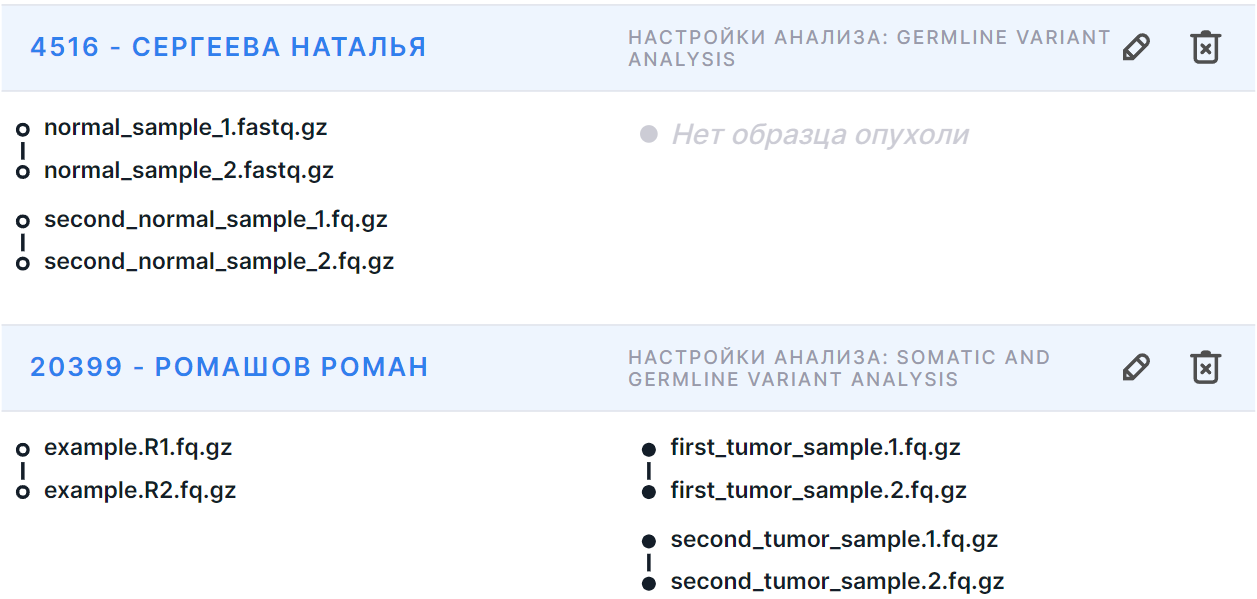 4516 - СЕРГЕЕВА НАТАЛЬЯ
НАСТРОЙКИ АНАЛИЗА: GERMLINE VARIANT
ANALYSIS
normal_sample_1.fastq.gz
normal_sample_2.fastq.gz
second_normal_sample_1.fq.gz
second_normal_sample_2.fq.gz
Нет образца опухоли
20399 - РОМАШОВ РОМАН
НАСТРОЙКИ АНАЛИЗА: SOMATIC AND
GERMLINE VARIANT ANALYSIS
example.R1.fq.gz
example.R2.fq.gz
first_tumor_sample.1.fq.gz
first_tumor_sample.2.fq.gz
second_tumor_sample.1.fq.gz
second_tumor_sample.2.fq.gz